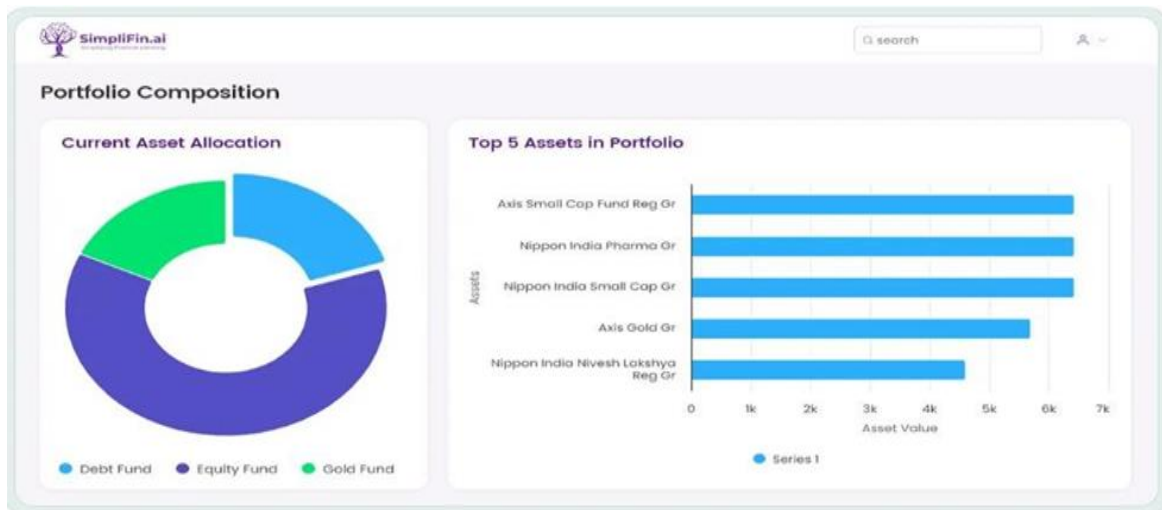 SimpliFin.ai
search
Portfolio Composition
Current Asset Allocation
Debt Fund
Equity Fund
Gold Fund
Top 5 Assets in Portfolio
Assets
Axis Small Cap Fund Reg Gr
Nippon India Pharma Gr
Nippon India Small Cap Gr
Axis Gold Gr
Nippon India Nivesh Lakshya
Reg Gr
0 1k 2k 3k 4k 5k 6k 7k
Asset Value
Series 1